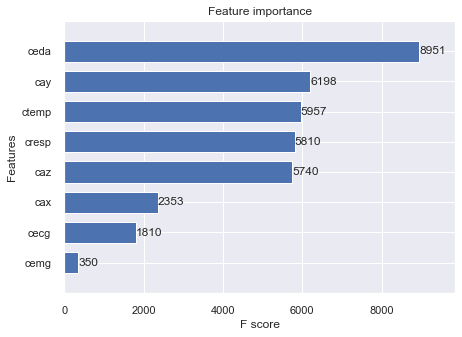 Feature importance
Features
ceda
8951
cay
6198
ctemp
5957
cresp
5810
caz
5740
cax
2353
cecg
1810
cemg
350
0 2000 4000 6000 8000
F score